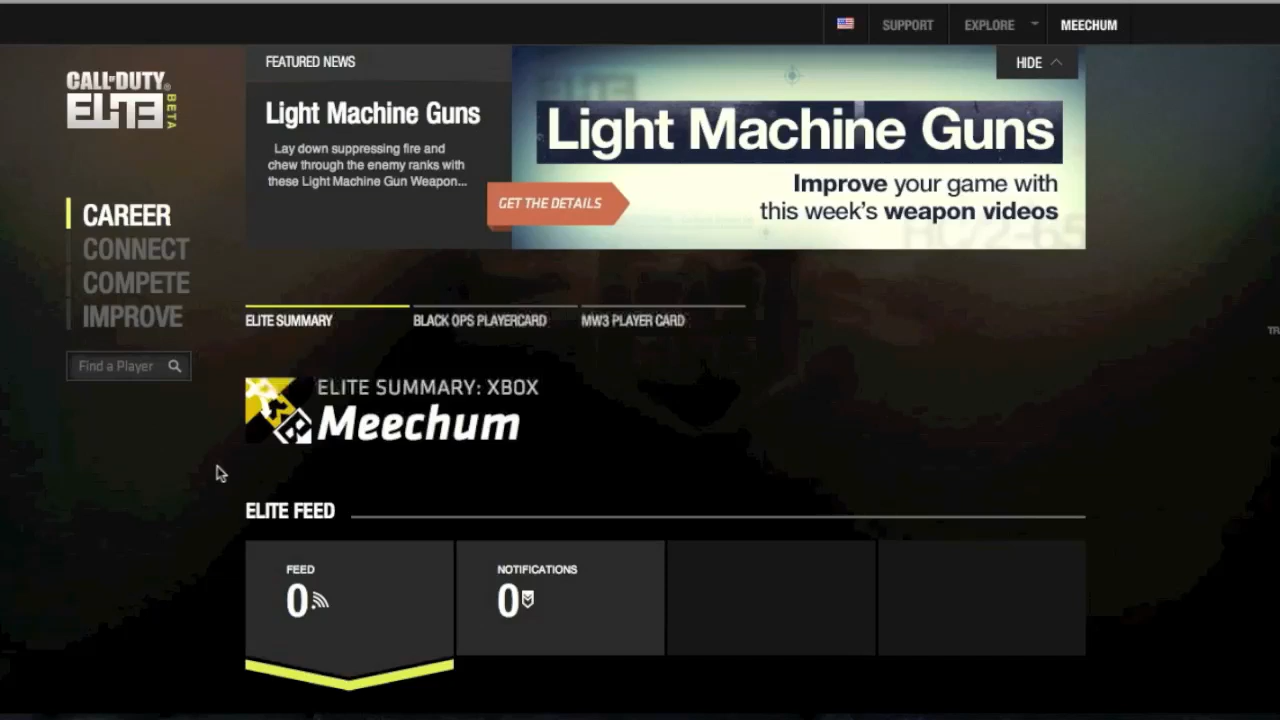 SUPPORT
EXPLORE
MEECHUM
CALL OF DUTY
ELITE
BETA
FEATURED NEWS
HIDE
Light Machine Guns
Lay down suppressing fire and
chew through the enemy ranks with
these Light Machine Gun Weapon...
GET THE DETAILS
Light Machine Guns
Improve your game with
this week's weapon videos
CAREER
CONNECT
COMPETE
IMPROVE
Find a Player
ELITE SUMMARY
BLACK OPS PLAYERCARD
MW3 PLAYER CARD
ELITE SUMMARY: XBOX
Meechum
ELITE FEED
FEED
0
NOTIFICATIONS
0